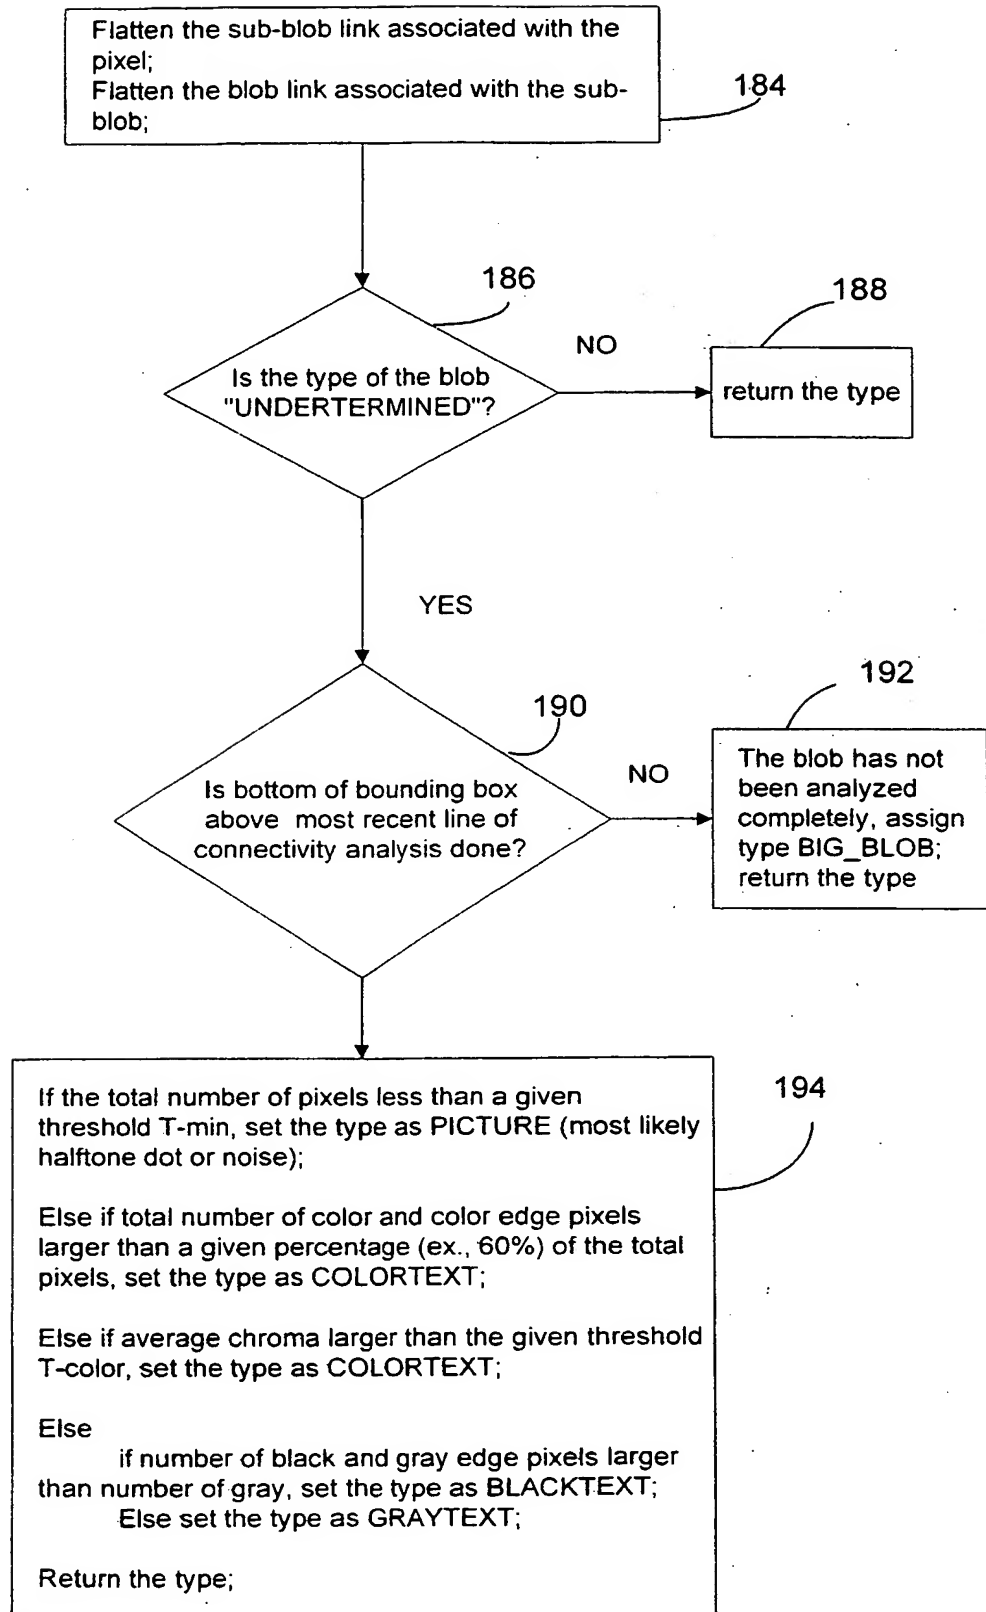 Flatten the sub-blob link associated with the
pixel;
Flatten the blob link associated with the sub-
blob;
184
186
Is the type of the blob
"UNDERTERMINED"?
NO
188
return the type
YES
190
Is bottom of bounding box
above most recent line of
connectivity analysis done?
NO
192
The blob has not
been analyzed
completely, assign
type BIG_BLOB;
return the type
194
If the total number of pixels less than a given
threshold T-min, set the type as PICTURE (most likely
halftone dot or noise);
Else if total number of color and color edge pixels
larger than a given percentage (ex., 60%) of the total
pixels, set the type as COLORTEXT;
Else if average chroma larger than the given threshold
T-color, set the type as COLORTEXT;
Else
if number of black and gray edge pixels larger
than number of gray, set the type as BLACKTEXT;
Else set the type as GRAYTEXT;
Return the type;